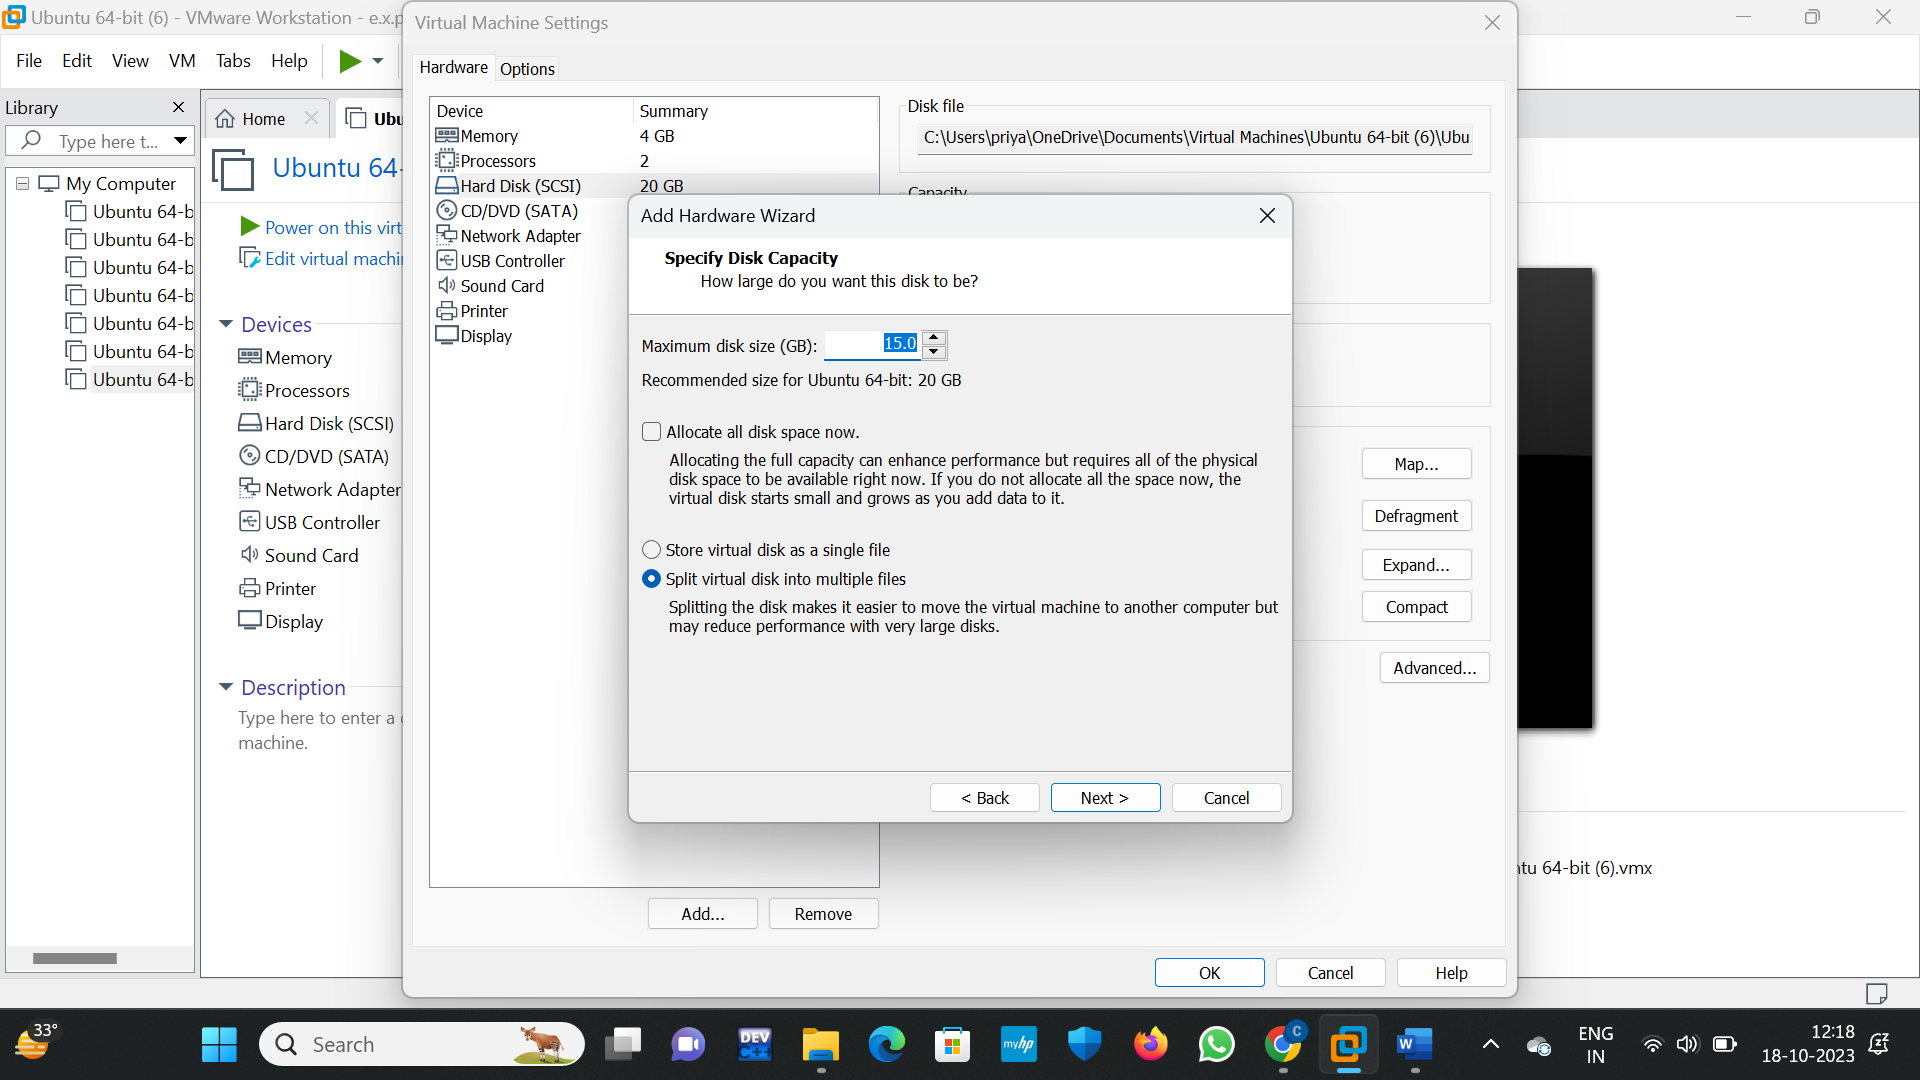 Ubuntu 64-bit (6) - VMware Workstation - e.x.p
File Edit View VM Tabs Help
Library
Type here t...
My Computer
Ubuntu 64-b
Ubuntu 64-b
Ubuntu 64-b
Ubuntu 64-b
Ubuntu 64-b
Ubuntu 64-b
Ubuntu 64-b
Home
Ubu
Ubuntu 64-
Power on this virt
Edit virtual machi
Devices
Memory
Processors
Hard Disk (SCSI)
CD/DVD (SATA)
Network Adapter
USB Controller
Sound Card
Printer
Display
Description
Type here to enter a
machine.
Virtual Machine Settings
Hardware Options
Device Summary
Memory 4 GB
Processors 2
Hard Disk (SCSI) 20 GB
CD/DVD (SATA)
Network Adapter
USB Controller
Sound Card
Printer
Display
Add... Remove
Disk file
C:\Users\priya\OneDrive\Documents\Virtual Machines\Ubuntu 64-bit (6)\Ubu
Capacity
Map...
Defragment
Expand...
Compact
Advanced...
Add Hardware Wizard
Specify Disk Capacity
How large do you want this disk to be?
Maximum disk size (GB): 15.0
Recommended size for Ubuntu 64-bit: 20 GB
Allocate all disk space now.
Allocating the full capacity can enhance performance but requires all of the physical
disk space to be available right now. If you do not allocate all the space now, the
virtual disk starts small and grows as you add data to it.
Store virtual disk as a single file
Split virtual disk into multiple files
Splitting the disk makes it easier to move the virtual machine to another computer but
may reduce performance with very large disks.
< Back Next > Cancel
OK Cancel Help
ntu 64-bit (6).vmx
33°
Search
DEV
C++
myhp
C
W
ENG
IN
12:18
18-10-2023